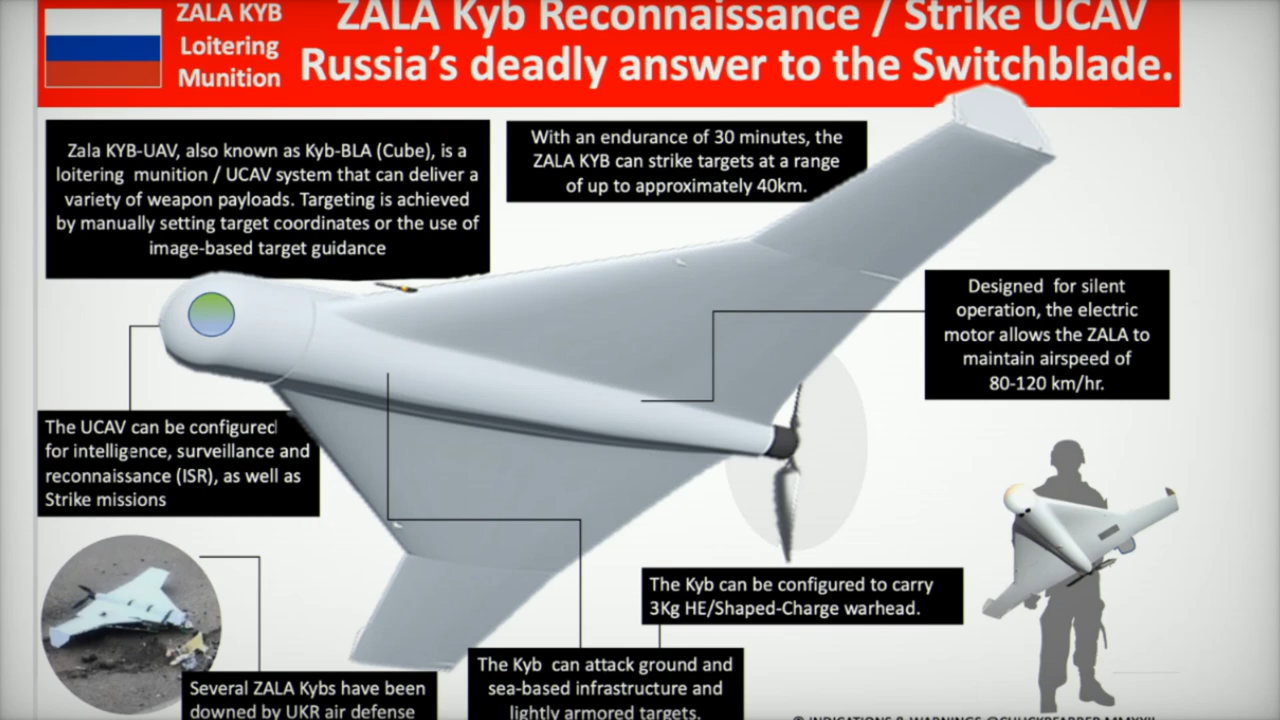 ZALA KYB
Loitering
Munition
ZALA Kyb Reconnaissance / Strike UCAV
Russia's deadly answer to the Switchblade.
Zala KYB-UAV, also known as Kyb-BLA (Cube), is a
loitering munition / UCAV system that can deliver a
variety of weapon payloads. Targeting is achieved
by manually setting target coordinates or the use of
image-based target guidance
With an endurance of 30 minutes, the
ZALA KYB can strike targets at a range
of up to approximately 40km.
Designed for silent
operation, the electric
motor allows the ZALA to
maintain airspeed of
80-120 km/hr.
The UCAV can be configured
for intelligence, surveillance and
reconnaissance (ISR), as well as
Strike missions
The Kyb can be configured to carry
3Kg HE/Shaped-Charge warhead.
The Kyb can attack ground and
sea-based infrastructure and
lightly armored targets.
Several ZALA Kybs have been
downed by UKR air defense
INDICATIONS & WARNINGS